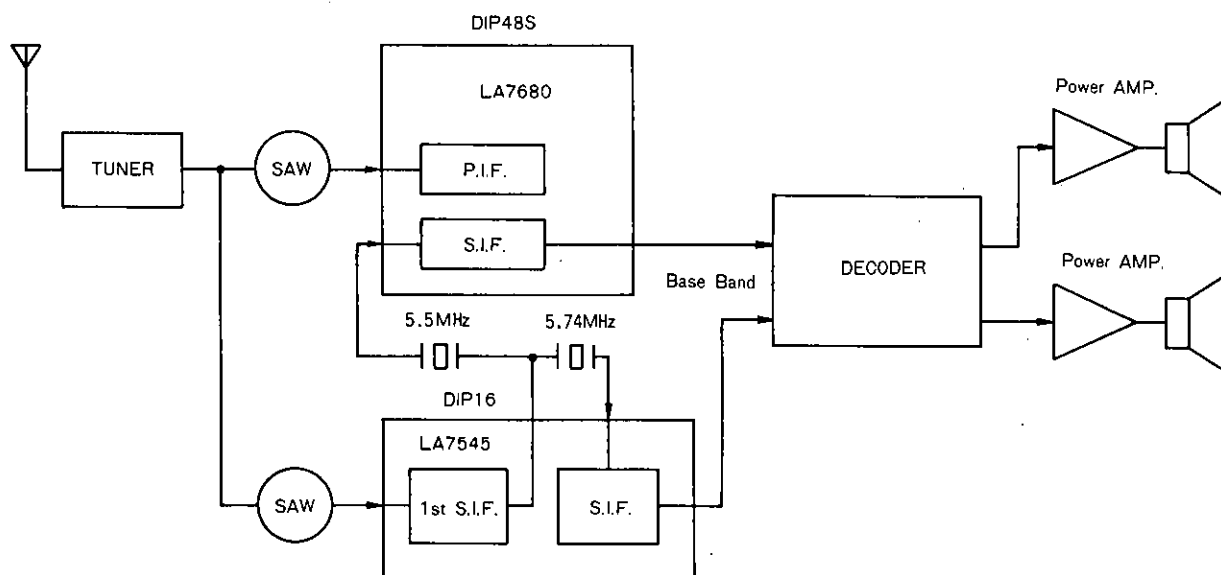 DIP48S
LA7680
Power AMP.
TUNER
SAW
P.I.F.
S.I.F.
DECODER
Base Band
Power AMP.
5.5MHz
5.74MHz
DIP16
LA7545
SAW
1st S.I.F.
S.I.F.